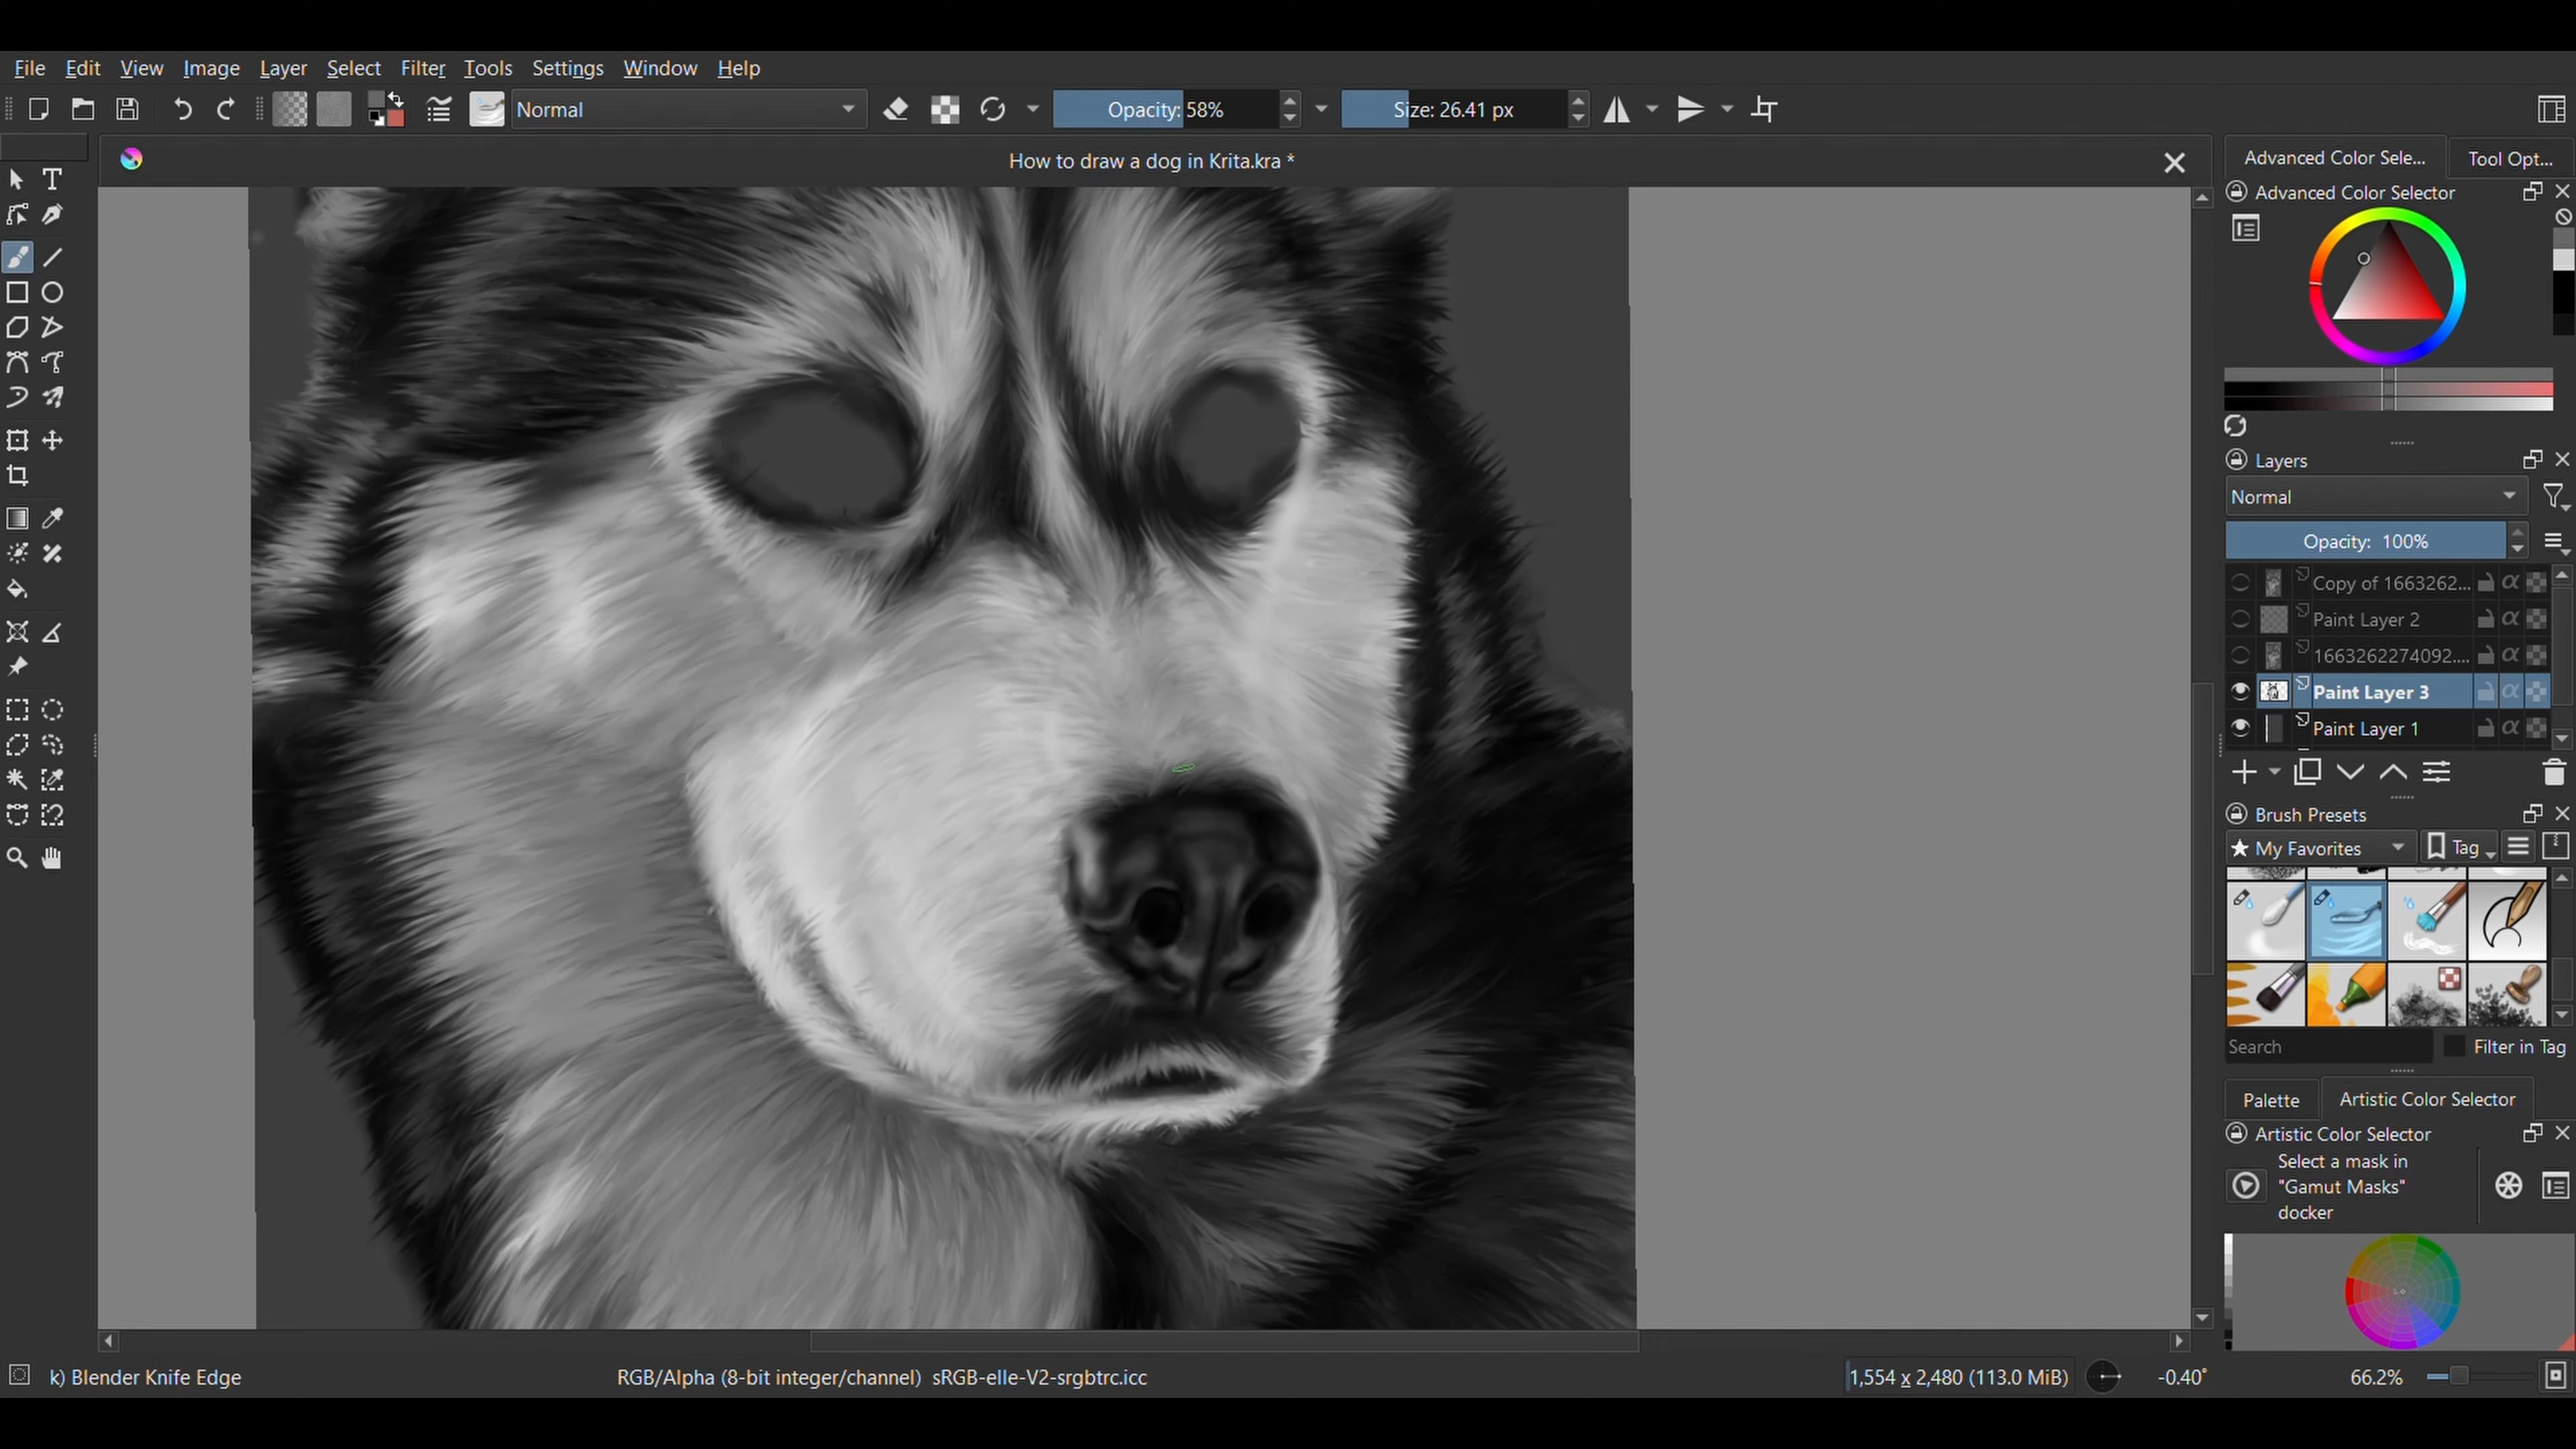 File Edit View Image Layer Select Filter Tools Settings Window Help
Normal Opacity: 58% Size: 26.41 px
How to draw a dog in Krita.kra *
Advanced Color Sele... Tool Opt...
Advanced Color Selector
Layers
Normal
Opacity: 100%
Copy of 1663262...
Paint Layer 2
1663262274092....
Paint Layer 3
Paint Layer 1
Brush Presets
My Favorites Tag
Search Filter in Tag
Palette Artistic Color Selector
Artistic Color Selector
Select a mask in
"Gamut Masks"
docker
k) Blender Knife Edge RGB/Alpha (8-bit integer/channel) sRGB-elle-V2-srgbtrc.icc 1,554 x 2,480 (113.0 MiB) -0.40° 66.2%